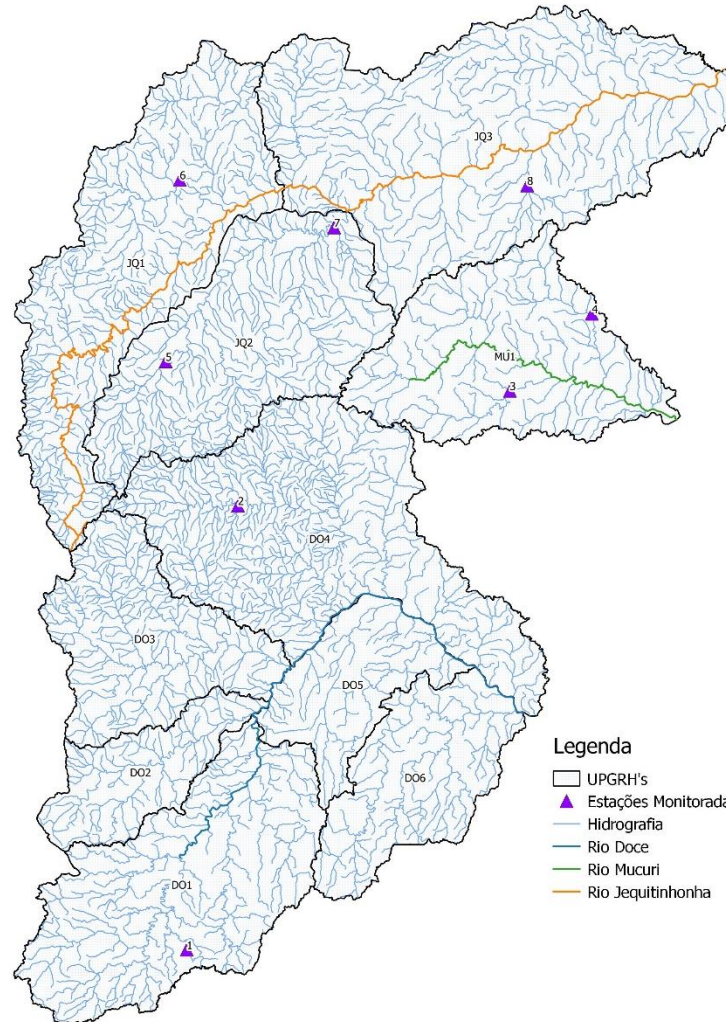 JQ3
6
8
7
JQ1
4
JQ2
MU1
5
3
2
DO4
DO3
DO5
Legenda
UPGRH's
DO2
DO6
Estações Monitorada
Hidrografia
Rio Doce
Rio Mucuri
DO1
Rio Jequitinhonha
1